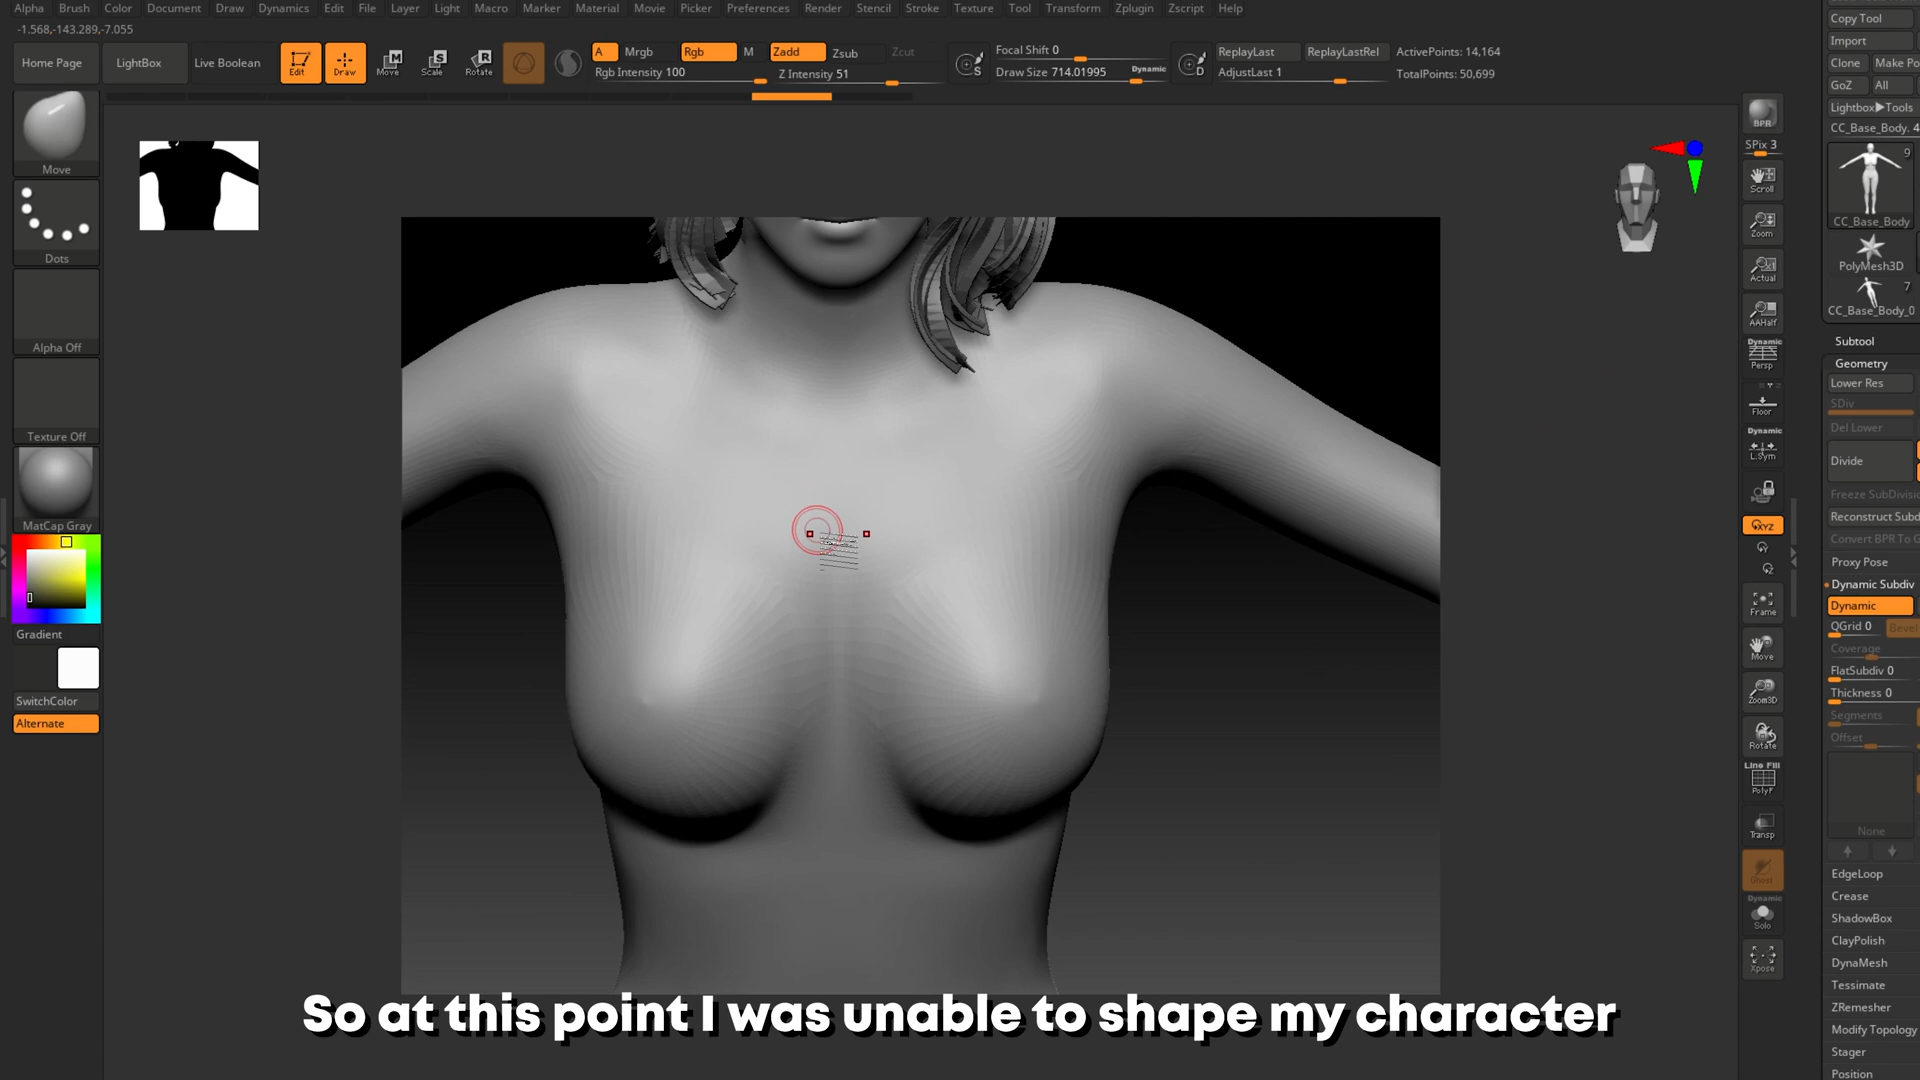 Alpha Brush Color Document Draw Dynamics Edit File Layer Light Macro Marker Material Movie Picker Preferences Render Stencil Stroke Texture Tool Transform Zplugin Zscript Help
-1.568,-143.289,-7.055
Home Page
LightBox
Live Boolean
Edit
Draw
Move
Scale
Rotate
A Mrgb Rgb M Zadd Zsub Zcut
Rgb Intensity 100
Z Intensity 51
Focal Shift 0
Draw Size 714.01995
Dynamic
ReplayLast
ReplayLastRel
AdjustLast 1
ActivePoints: 14,164
TotalPoints: 50,699
Move
Dots
Alpha Off
Texture Off
MatCap Gray
Gradient
SwitchColor
Alternate
BPR
SPix 3
Scroll
Zoom
Actual
AAHalf
Dynamic
Persp
Floor
Dynamic
L.Sym
XYZ
Frame
Move
Zoom3D
Rotate
Line Fill
PolyF
Transp
Ghost
Dynamic
Solo
Xpose
Copy Tool
Import
Clone
Make Po
GoZ
All
Lightbox▶Tools
CC_Base_Body. 4
9
CC_Base_Body
PolyMesh3D
7
CC_Base_Body_0
Subtool
Geometry
Lower Res
SDiv
Del Lower
Divide
Freeze SubDivisi
Reconstruct Subd
Convert BPR To G
Proxy Pose
Dynamic Subdiv
Dynamic
QGrid 0
Bevel
Coverage
FlatSubdiv 0
Thickness 0
Segments
Offset
None
EdgeLoop
Crease
ShadowBox
ClayPolish
DynaMesh
Tessimate
ZRemesher
Modify Topology
Stager
Position
So at this point I was unable to shape my character